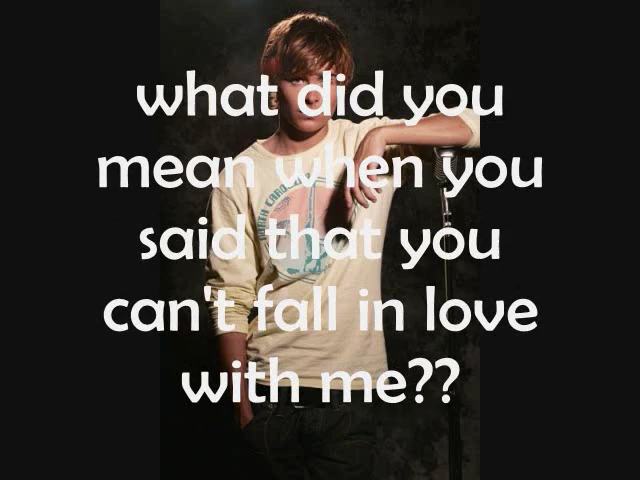 what did you
mean when you
said that you
can't fall in love
with me??